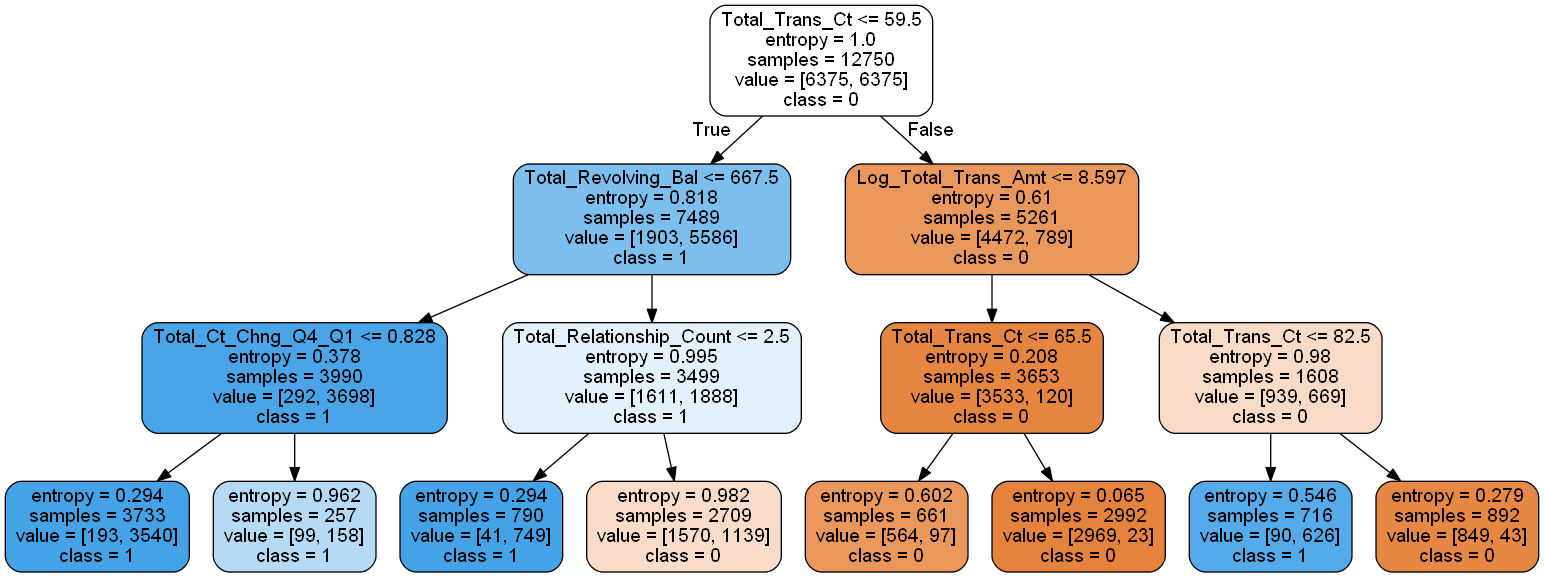 Total_Trans_Ct <= 59.5
entropy = 1.0
samples = 12750
value = [6375, 6375]
class = 0
True
False
Total_Revolving_Bal <= 667.5
entropy = 0.818
samples = 7489
value = [1903, 5586]
class = 1
Log_Total_Trans_Amt <= 8.597
entropy = 0.61
samples = 5261
value = [4472, 789]
class = 0
Total_Ct_Chng_Q4_Q1 <= 0.828
entropy = 0.378
samples = 3990
value = [292, 3698]
class = 1
Total_Relationship_Count <= 2.5
entropy = 0.995
samples = 3499
value = [1611, 1888]
class = 1
Total_Trans_Ct <= 65.5
entropy = 0.208
samples = 3653
value = [3533, 120]
class = 0
Total_Trans_Ct <= 82.5
entropy = 0.98
samples = 1608
value = [939, 669]
class = 0
entropy = 0.294
samples = 3733
value = [193, 3540]
class = 1
entropy = 0.962
samples = 257
value = [99, 158]
class = 1
entropy = 0.294
samples = 790
value = [41, 749]
class = 1
entropy = 0.982
samples = 2709
value = [1570, 1139]
class = 0
entropy = 0.602
samples = 661
value = [564, 97]
class = 0
entropy = 0.065
samples = 2992
value = [2969, 23]
class = 0
entropy = 0.546
samples = 716
value = [90, 626]
class = 1
entropy = 0.279
samples = 892
value = [849, 43]
class = 0